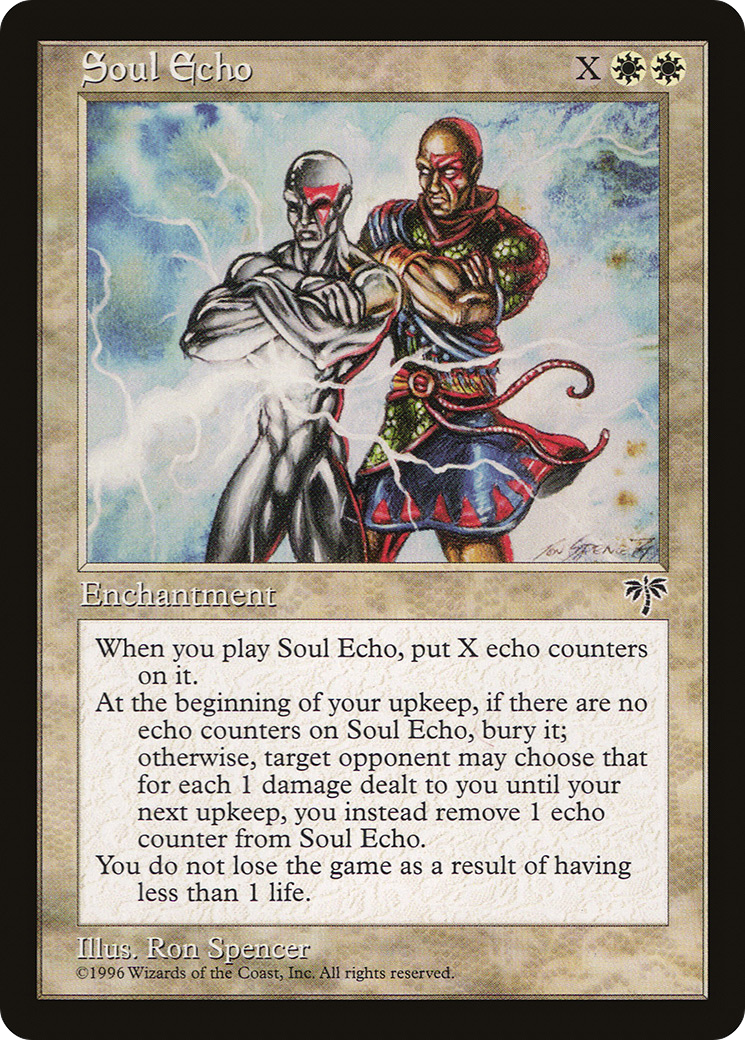 Soul Echo
X
When you play Soul Echo, put X echo counters
on it.
At the beginning of your upkeep, if there are no
echo counters on Soul Echo, bury it;
otherwise, target opponent may choose that
for each 1 damage dealt to you until your
next upkeep, you instead remove 1 echo
counter from Soul Echo.
You do not lose the game as a result of having
less than 1 life.
Enchantment
Illus. Ron Spencer
©1996 Wizards of the Coast, Inc. All rights reserved.